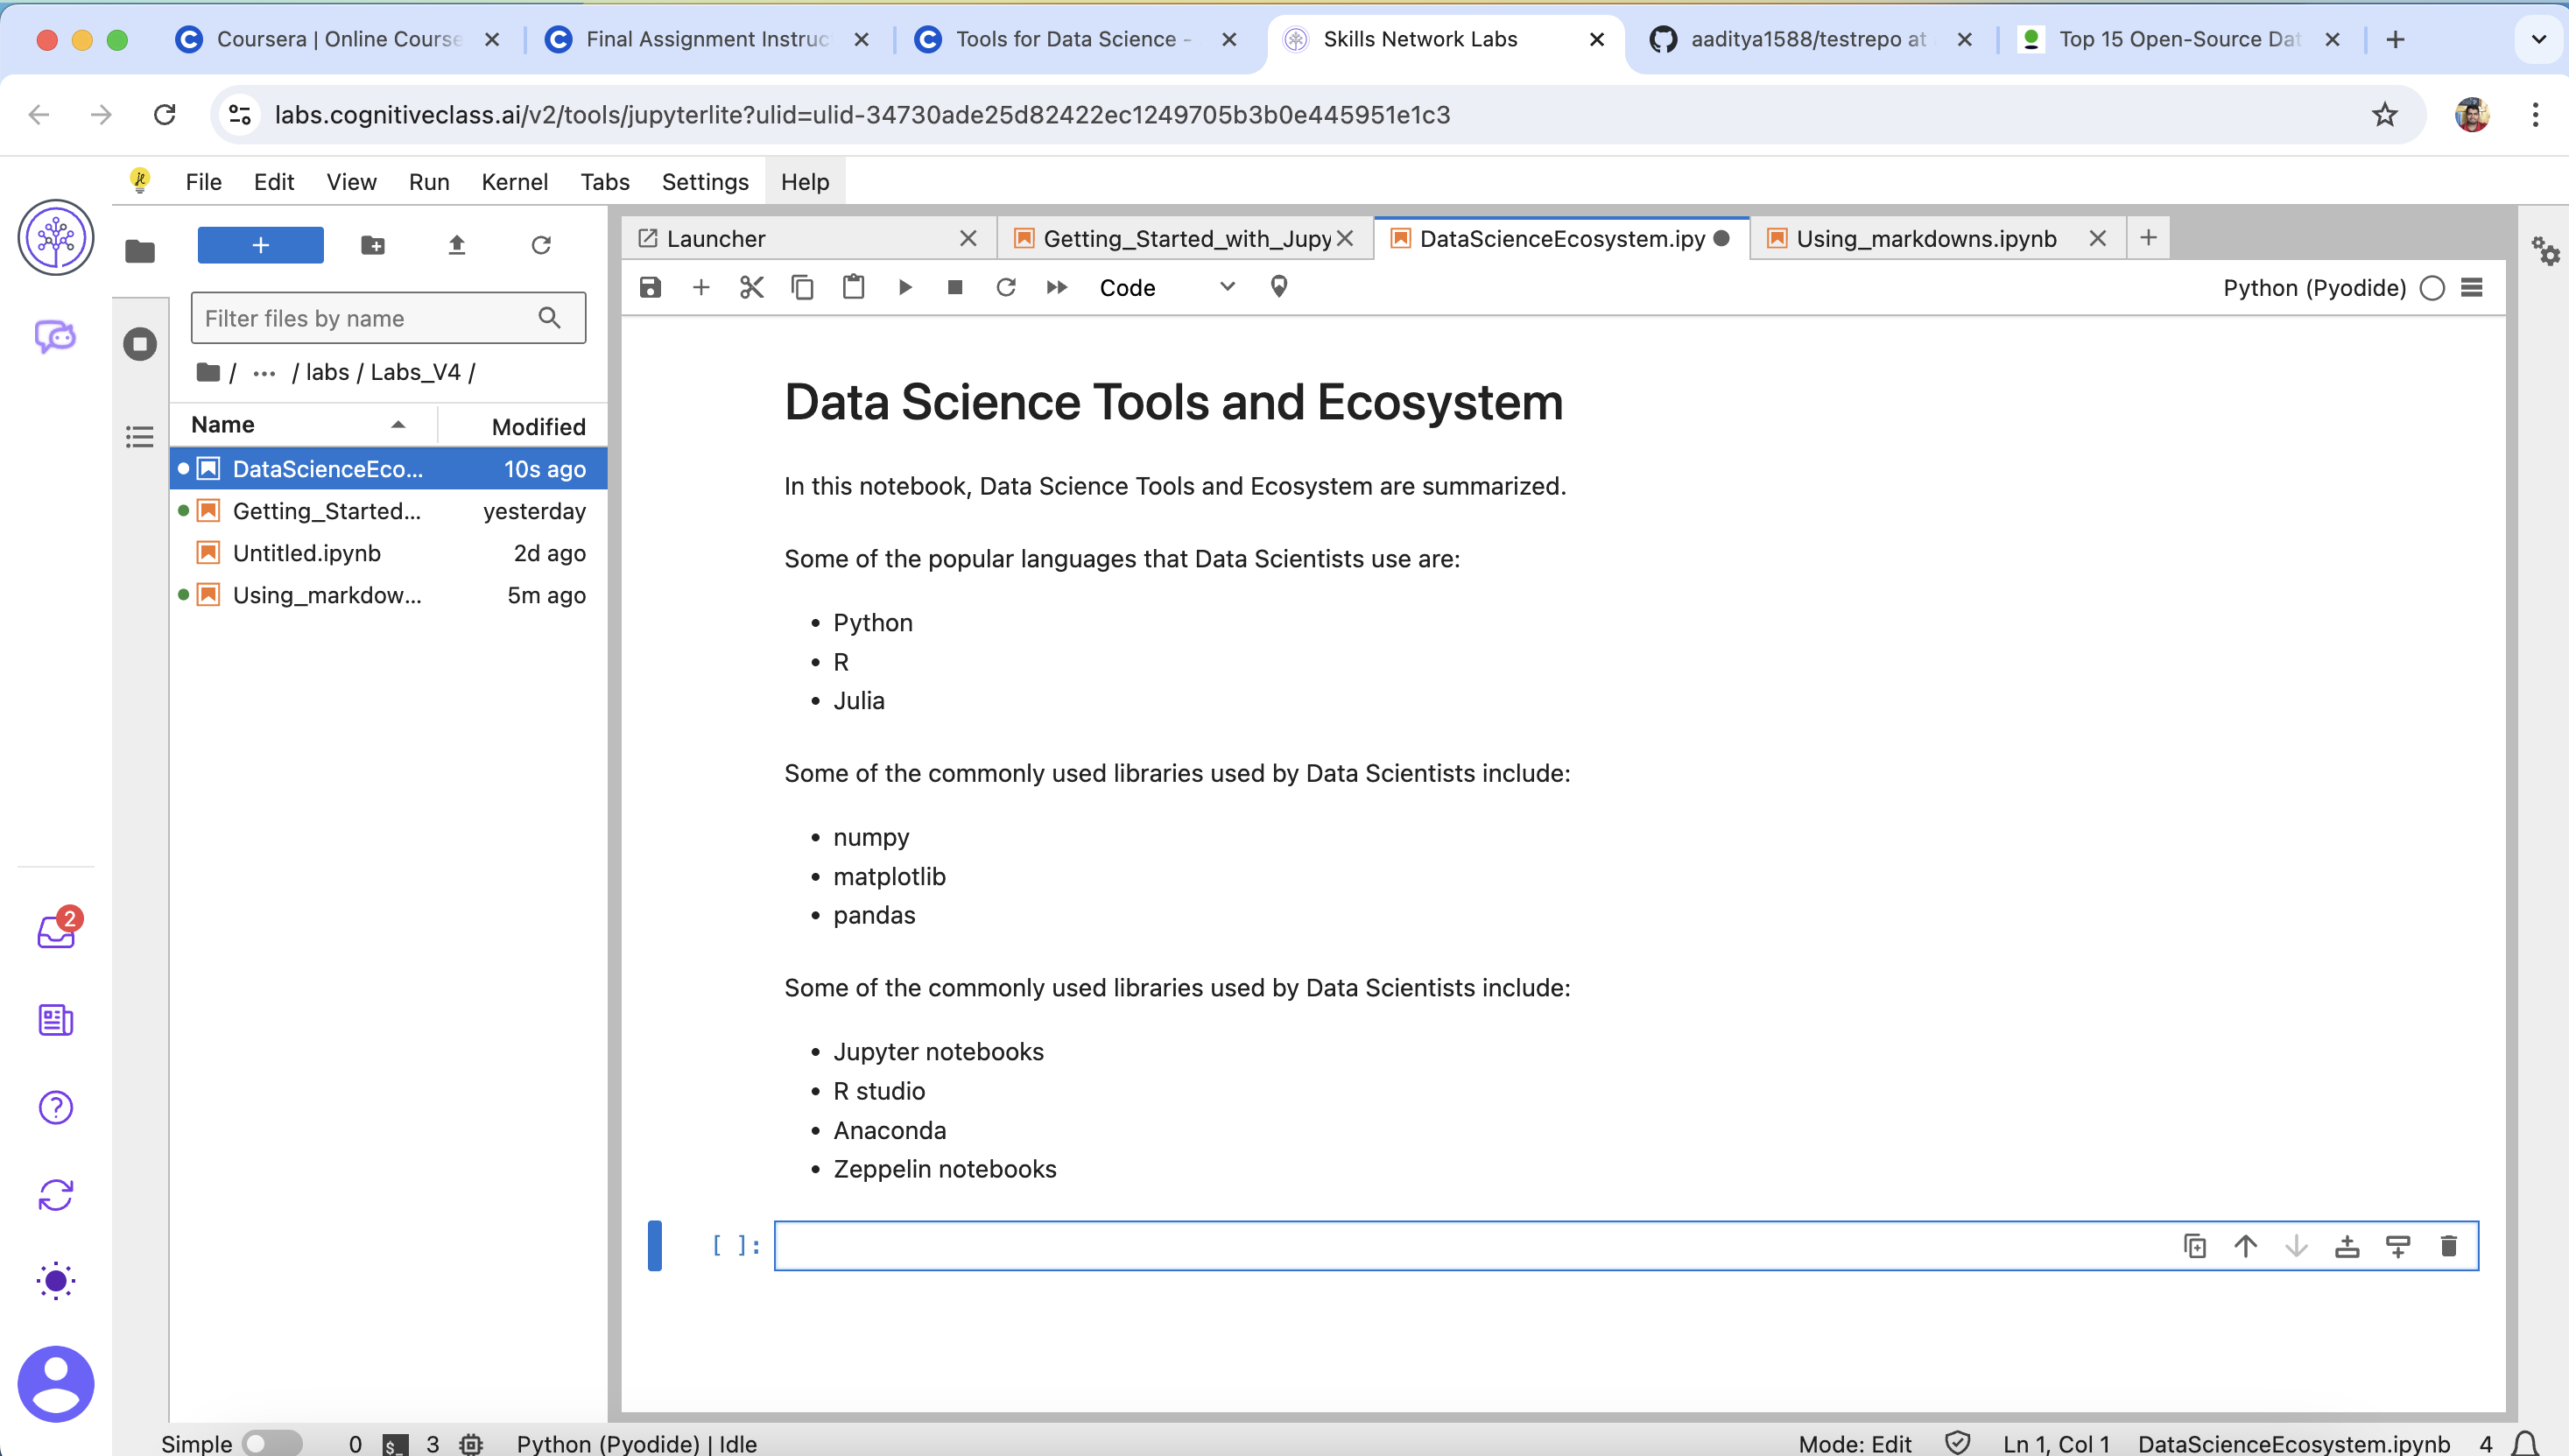 Coursera | Online Course
Final Assignment Instruc
Tools for Data Science -
Skills Network Labs
aaditya1588/testrepo at
Top 15 Open-Source Dat
labs.cognitiveclass.ai/v2/tools/jupyterlite?ulid=ulid-34730ade25d82422ec1249705b3b0e445951e1c3
File Edit View Run Kernel Tabs Settings Help
Launcher
Getting_Started_with_Jupy
DataScienceEcosystem.ipy
Using_markdowns.ipynb
Code
Python (Pyodide)
Filter files by name
/ ··· / labs / Labs_V4 /
Name Modified
DataScienceEco... 10s ago
Getting_Started... yesterday
Untitled.ipynb 2d ago
Using_markdow... 5m ago
Data Science Tools and Ecosystem
In this notebook, Data Science Tools and Ecosystem are summarized.
Some of the popular languages that Data Scientists use are:
• Python
• R
• Julia
Some of the commonly used libraries used by Data Scientists include:
• numpy
• matplotlib
• pandas
Some of the commonly used libraries used by Data Scientists include:
• Jupyter notebooks
• R studio
• Anaconda
• Zeppelin notebooks
[ ]:
2
Simple 0 $_ 3 Python (Pyodide) | Idle Mode: Edit Ln 1, Col 1 DataScienceEcosystem.ipynb 4